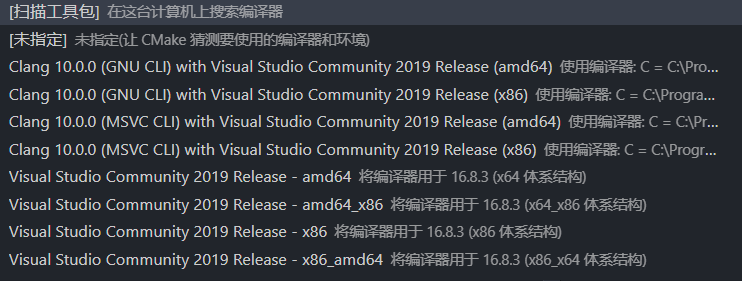 [扫描工具包] 在这台计算机上搜索编译器
[未指定] 未指定(让 CMake 猜测要使用的编译器和环境)
Clang 10.0.0 (GNU CLI) with Visual Studio Community 2019 Release (amd64) 使用编译器: C = C:\Pro...
Clang 10.0.0 (GNU CLI) with Visual Studio Community 2019 Release (x86) 使用编译器: C = C:\Progra...
Clang 10.0.0 (MSVC CLI) with Visual Studio Community 2019 Release (amd64) 使用编译器: C = C:\Pr...
Clang 10.0.0 (MSVC CLI) with Visual Studio Community 2019 Release (x86) 使用编译器: C = C:\Progr...
Visual Studio Community 2019 Release - amd64 将编译器用于 16.8.3 (x64 体系结构)
Visual Studio Community 2019 Release - amd64_x86 将编译器用于 16.8.3 (x64_x86 体系结构)
Visual Studio Community 2019 Release - x86 将编译器用于 16.8.3 (x86 体系结构)
Visual Studio Community 2019 Release - x86_amd64 将编译器用于 16.8.3 (x86_x64 体系结构)